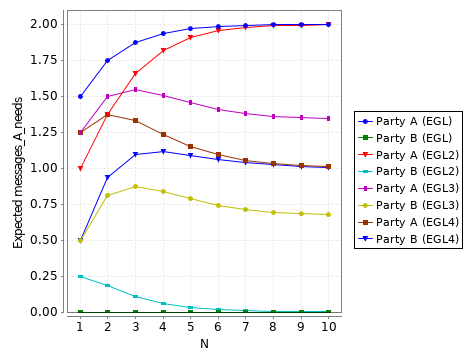 2.00
1.75
1.50
1.25
1.00
0.75
0.50
0.25
0.00
Expected messages_A_needs
1 2 3 4 5 6 7 8 9 10
N
Party A (EGL)
Party B (EGL)
Party A (EGL2)
Party B (EGL2)
Party A (EGL3)
Party B (EGL3)
Party A (EGL4)
Party B (EGL4)